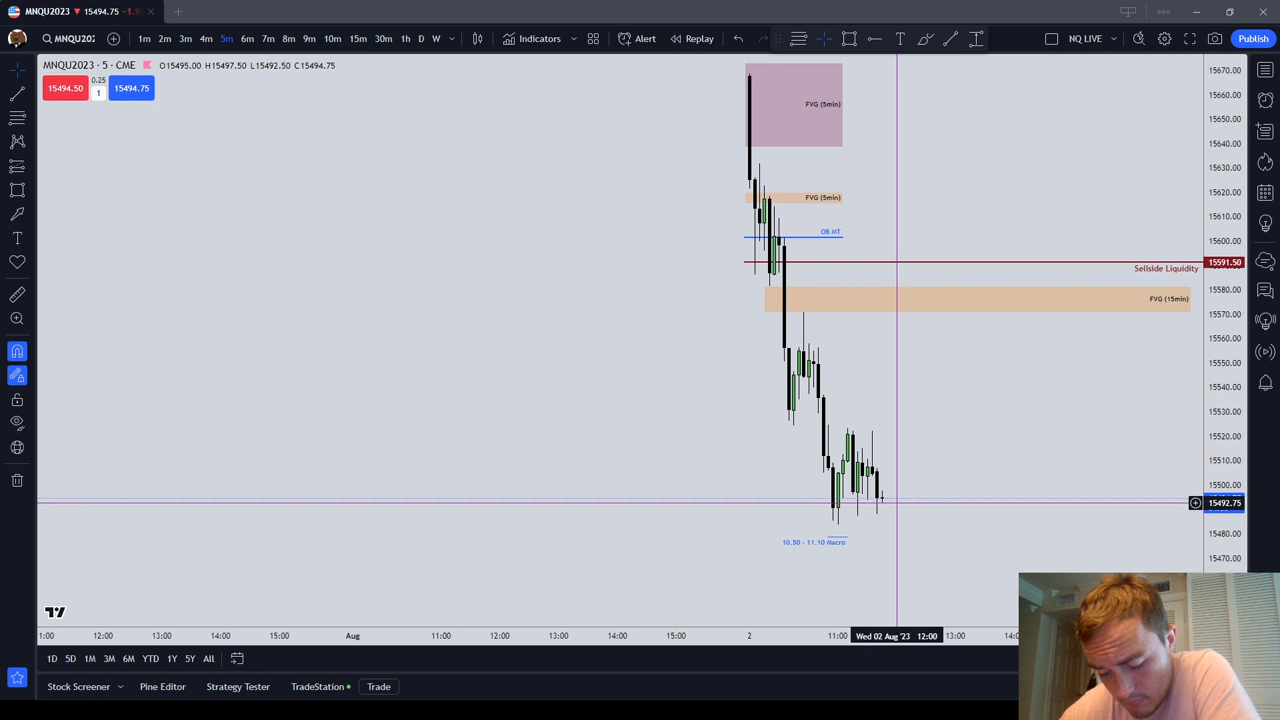 MNQU2023 ▼ 15494.75 −1.9
MNQU202
1m 2m 3m 4m 5m 6m 7m 8m 9m 10m 15m 30m 1h D W
Indicators
Alert
Replay
NQ LIVE
Publish
MNQU2023 · 5 · CME O15495.00 H15497.50 L15492.50 C15494.75
15494.50 0.25 1 15494.75
FVG (5min)
FVG (5min)
OB MT
Sellside Liquidity
FVG (15min)
10.50 - 11.10 Macro
15670.00
15660.00
15650.00
15640.00
15630.00
15620.00
15610.00
15600.00
15591.50
15580.00
15570.00
15560.00
15550.00
15540.00
15530.00
15520.00
15510.00
15500.00
15492.75
15480.00
15470.00
1:00 12:00 13:00 14:00 15:00 Aug 11:00 12:00 13:00 14:00 15:00 2 11:00 Wed 02 Aug '23 12:00 13:00 14:
1D 5D 1M 3M 6M YTD 1Y 5Y All
Stock Screener Pine Editor Strategy Tester TradeStation Trade